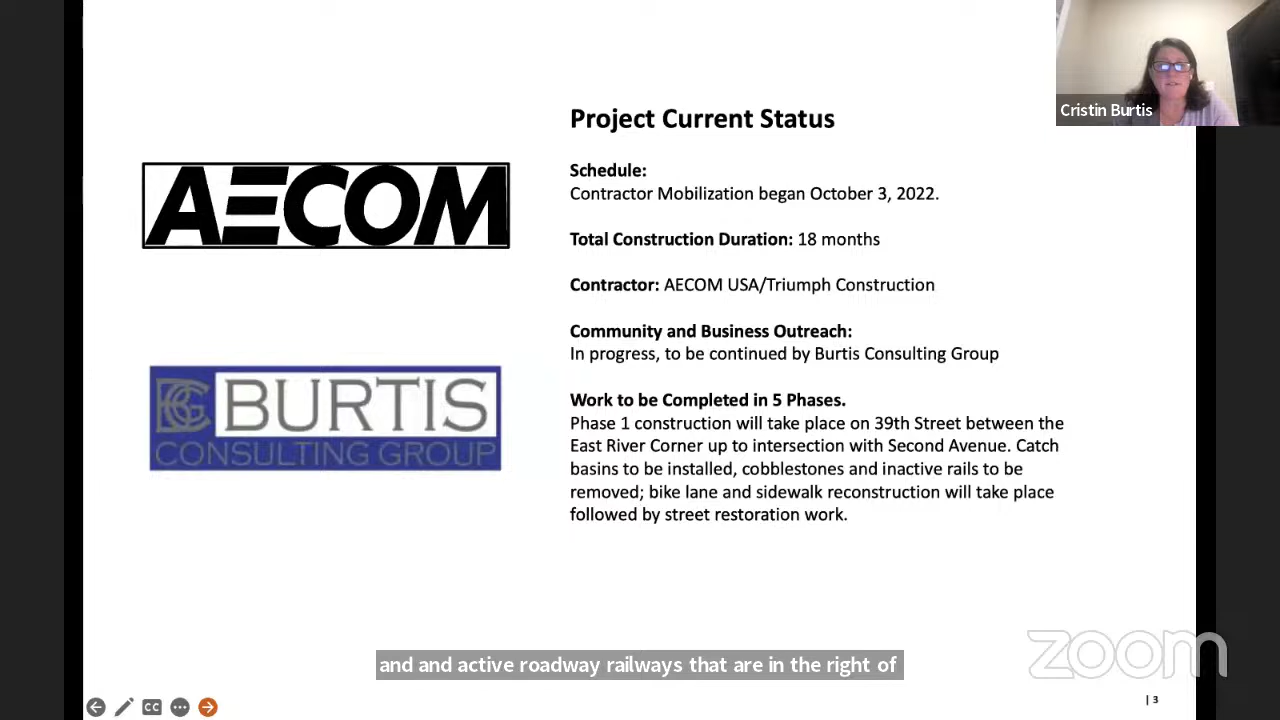 Cristin Burtis
Project Current Status
AECOM
Schedule:
Contractor Mobilization began October 3, 2022.
Total Construction Duration: 18 months
Contractor: AECOM USA/Triumph Construction
Community and Business Outreach:
In progress, to be continued by Burtis Consulting Group
BCG BURTIS
CONSULTING GROUP
Work to be Completed in 5 Phases.
Phase 1 construction will take place on 39th Street between the
East River Corner up to intersection with Second Avenue. Catch
basins to be installed, cobblestones and inactive rails to be
removed; bike lane and sidewalk reconstruction will take place
followed by street restoration work.
and and active roadway railways that are in the right of
zoom
CC
| 3